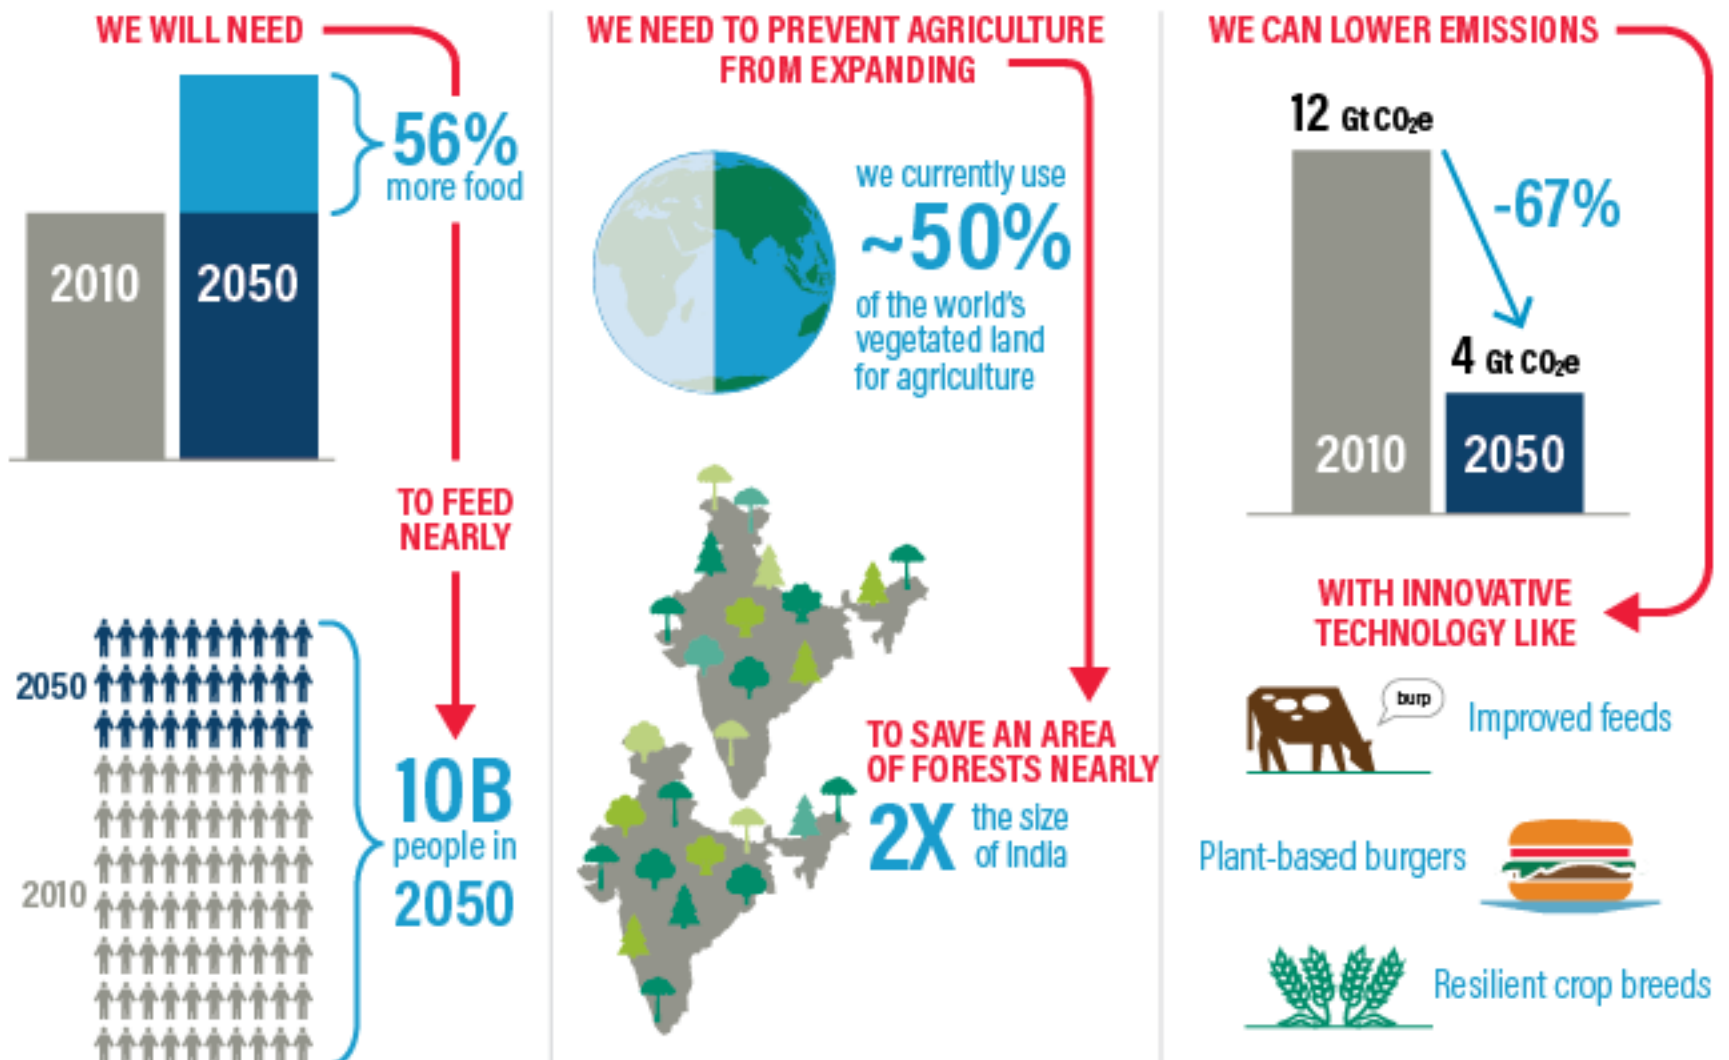 WE WILL NEED
56%
more food
2010
2050
TO FEED
NEARLY
2050
2010
10B
people in
2050
WE NEED TO PREVENT AGRICULTURE
FROM EXPANDING
we currently use
~50%
of the world's
vegetated land
for agriculture
TO SAVE AN AREA
OF FORESTS NEARLY
2X
the size
of India
WE CAN LOWER EMISSIONS
12 Gt CO₂e
-67%
4 Gt CO₂e
2010
2050
WITH INNOVATIVE
TECHNOLOGY LIKE
burp
Improved feeds
Plant-based burgers
Resilient crop breeds